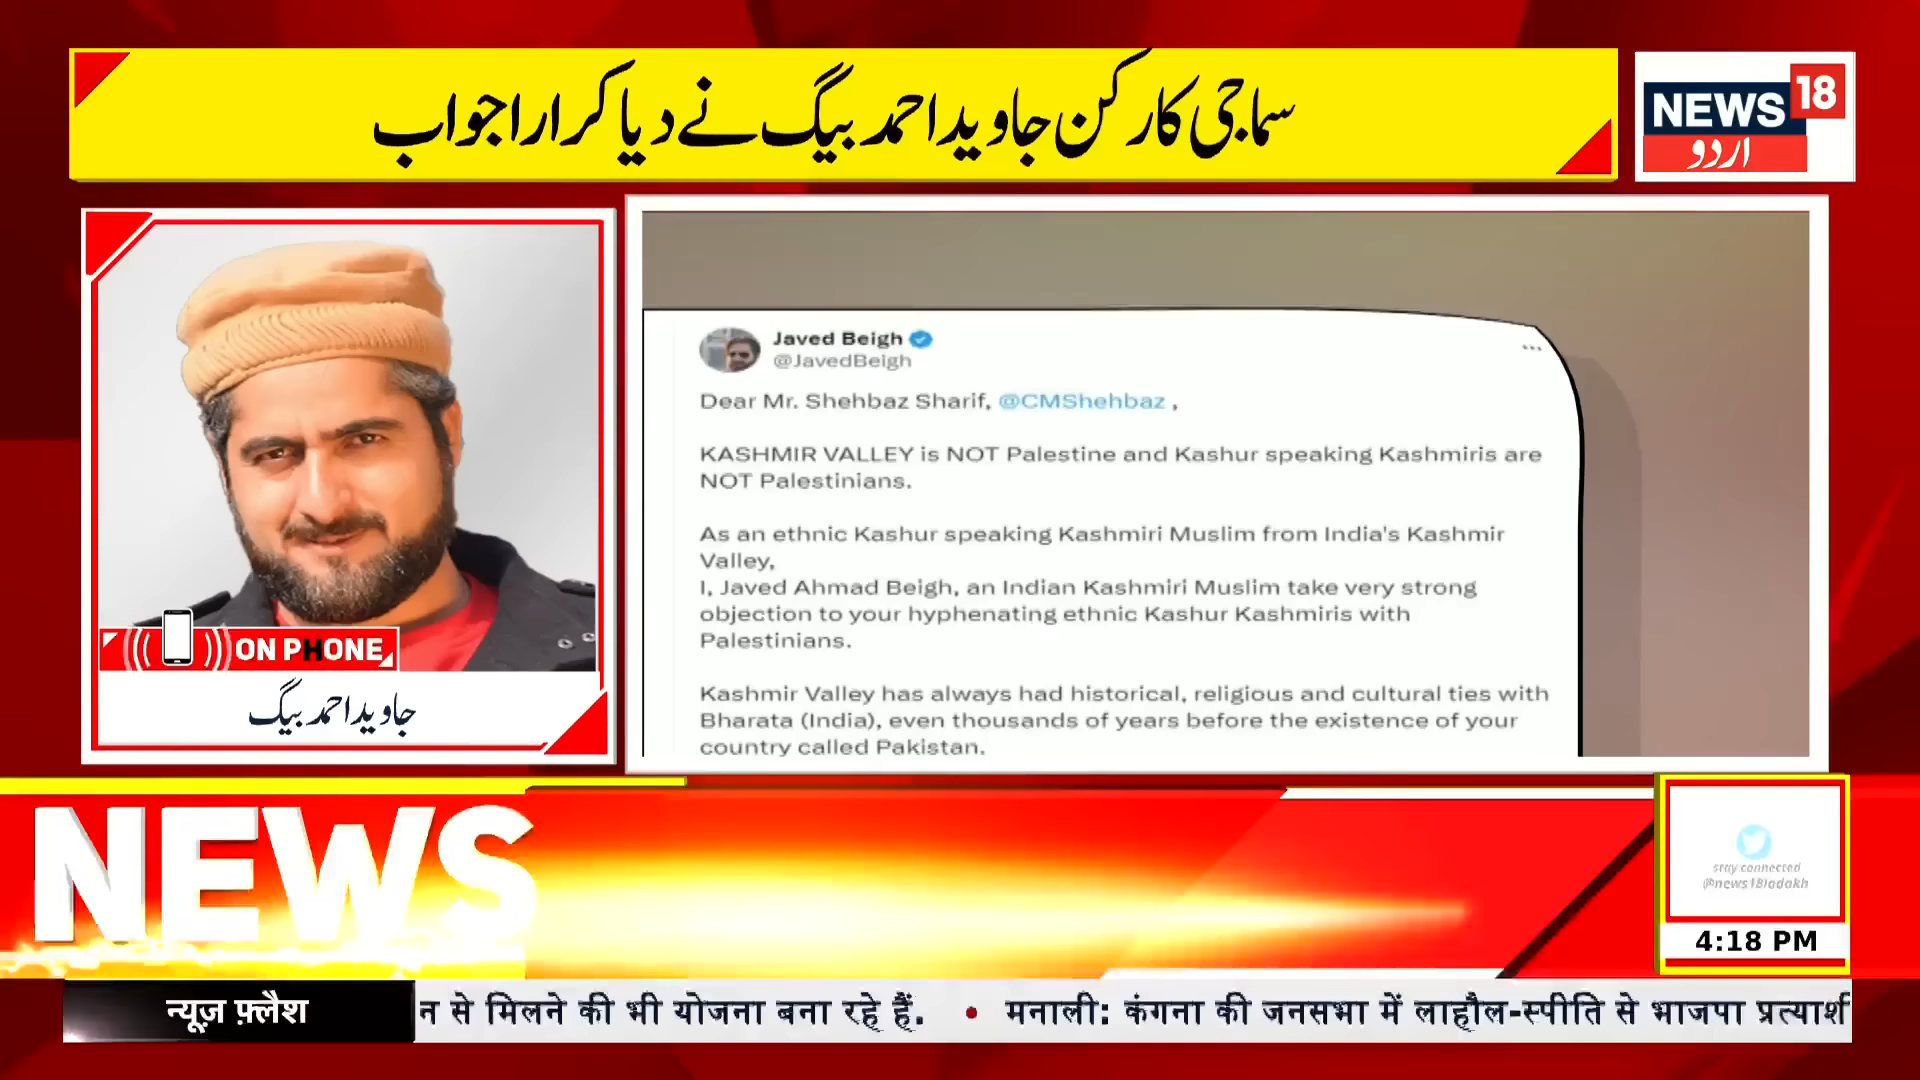 سماجی کارکن جاوید احمد بیگ نے دیا کرارا جواب
NEWS 18
اردو
Javed Beigh
@JavedBeigh
Dear Mr. Shehbaz Sharif, @CMShehbaz ,
KASHMIR VALLEY is NOT Palestine and Kashur speaking Kashmiris are
NOT Palestinians.
As an ethnic Kashur speaking Kashmiri Muslim from India's Kashmir
Valley,
I, Javed Ahmad Beigh, an Indian Kashmiri Muslim take very strong
objection to your hyphenating ethnic Kashur Kashmiris with
Palestinians.
Kashmir Valley has always had historical, religious and cultural ties with
Bharata (India), even thousands of years before the existence of your
country called Pakistan.
ON PHONE
جاوید احمد بیگ
NEWS
stay connected
@news18ladakh
4:18 PM
न्यूज़ फ़्लैश
न से मिलने की भी योजना बना रहे हैं. • मनाली: कंगना की जनसभा में लाहौल-स्पीति से भाजपा प्रत्याशी